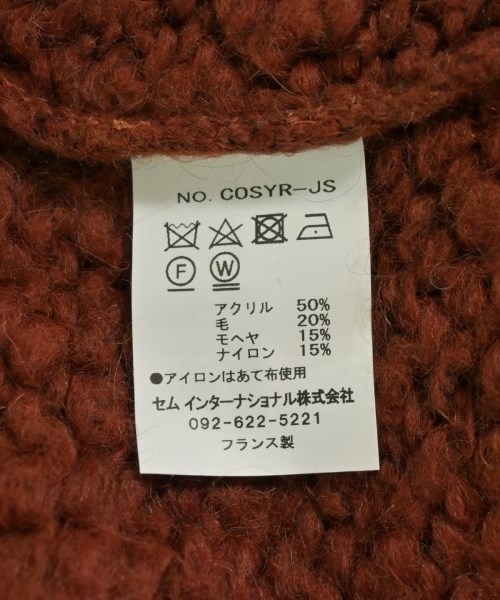 NO. COSYR-JS
F W
アクリル 50%
毛 20%
モヘヤ 15%
ナイロン 15%
●アイロンはあて布使用
セム インターナショナル株式会社
092-622-5221
フランス製